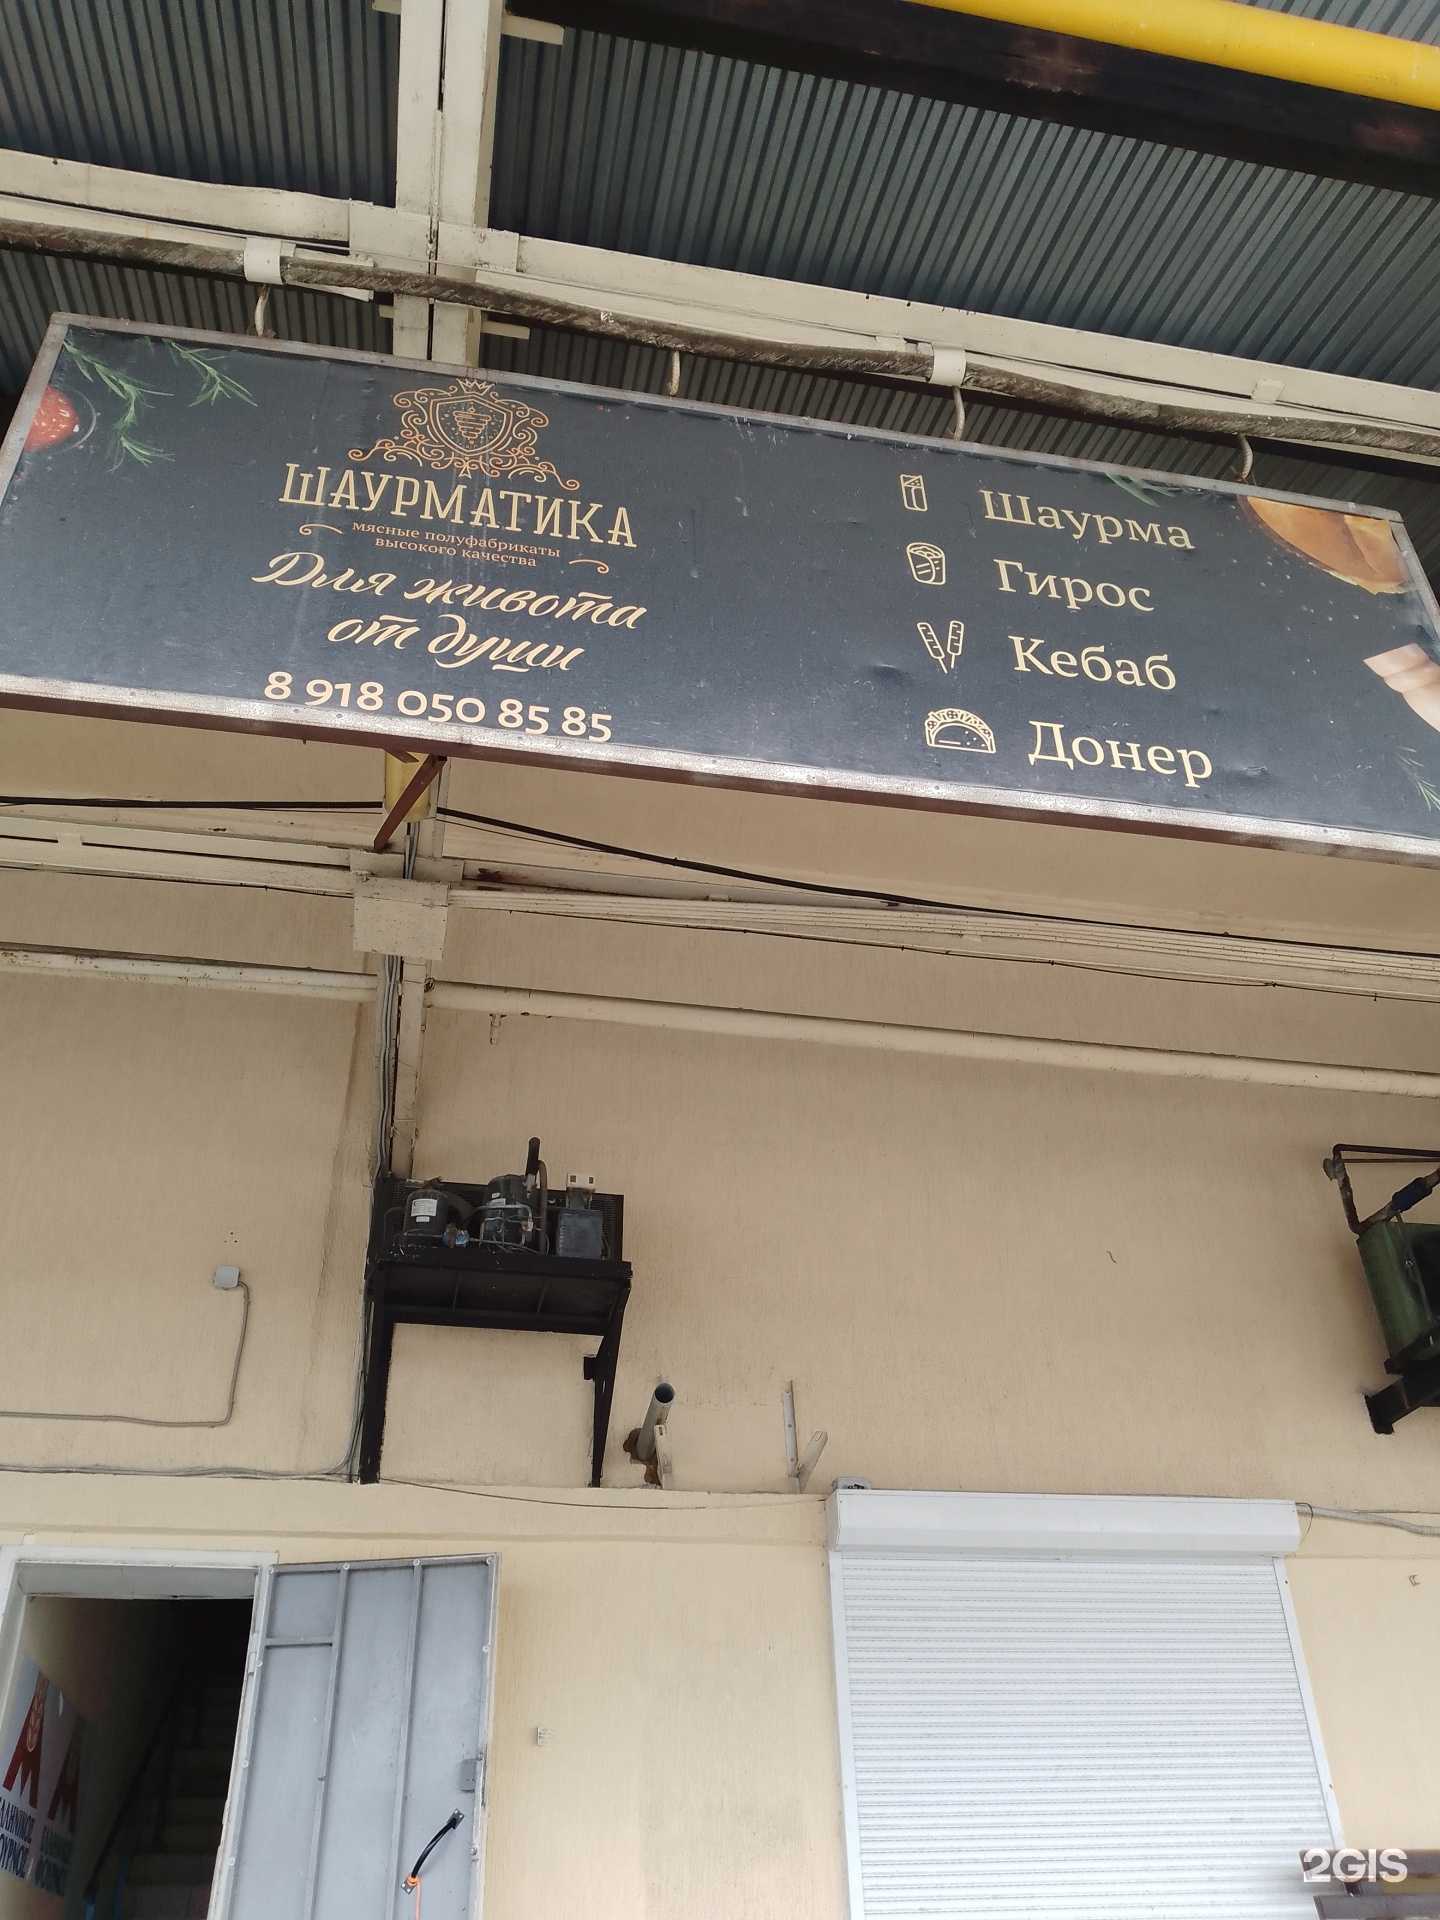 ШАУРМАТИКА
мясные полуфабрикаты
высокого качества
Для живота
от души
8 918 050 85 85
Шаурма
Гирос
Кебаб
Донер
2GIS